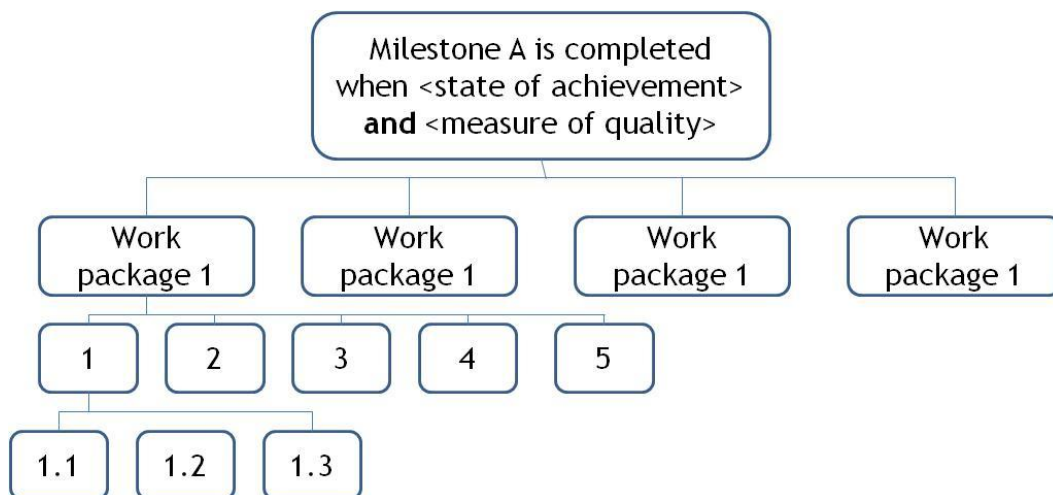 Milestone A is completed
when <state of achievement>
and <measure of quality>
Work
package 1
Work
package 1
Work
package 1
Work
package 1
1
2
3
4
5
1.1
1.2
1.3